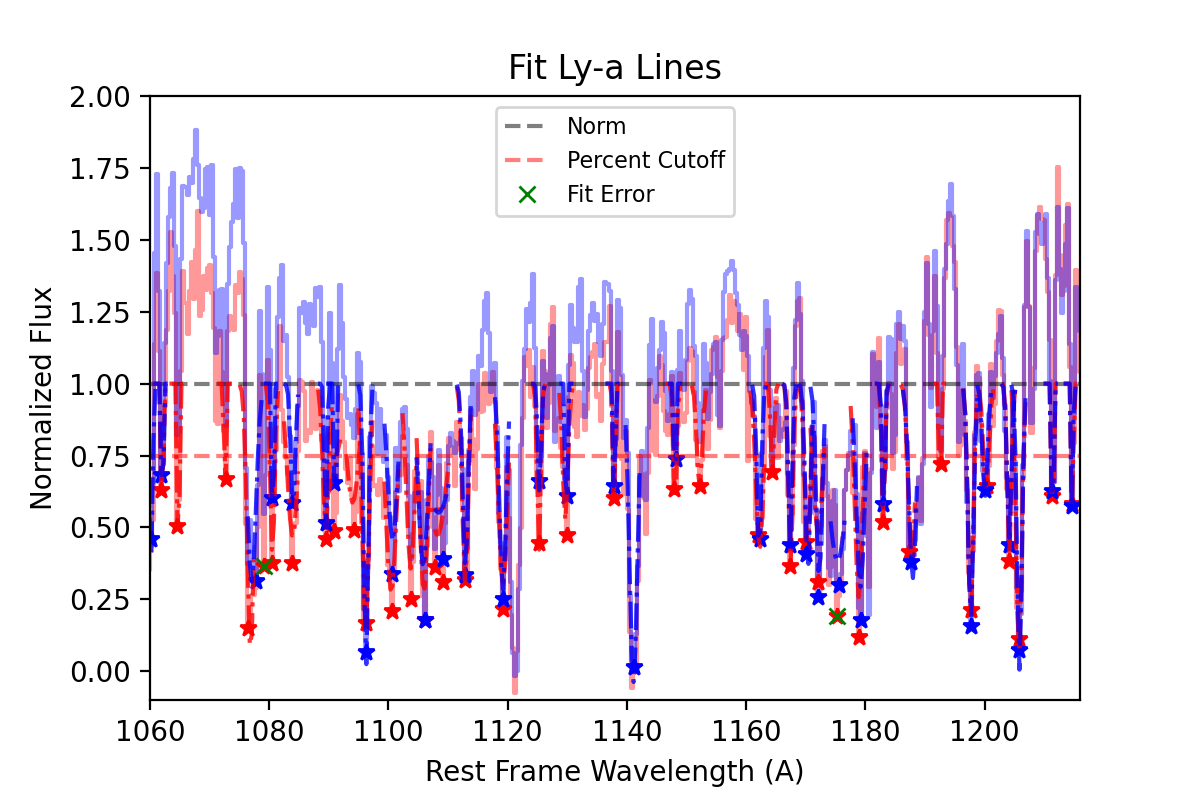 Fit Ly-a Lines
2.00
1.75
1.50
1.25
1.00
0.75
0.50
0.25
0.00
Normalized Flux
Norm
Percent Cutoff
Fit Error
1060 1080 1100 1120 1140 1160 1180 1200
Rest Frame Wavelength (A)